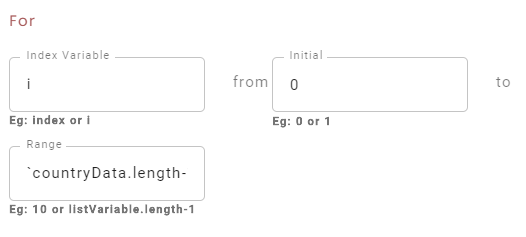 For
Index Variable
Initial
i
from
0
to
Eg: index or i
Eg: 0 or 1
Range
`countryData.length-
Eg: 10 or listVariable.length-1